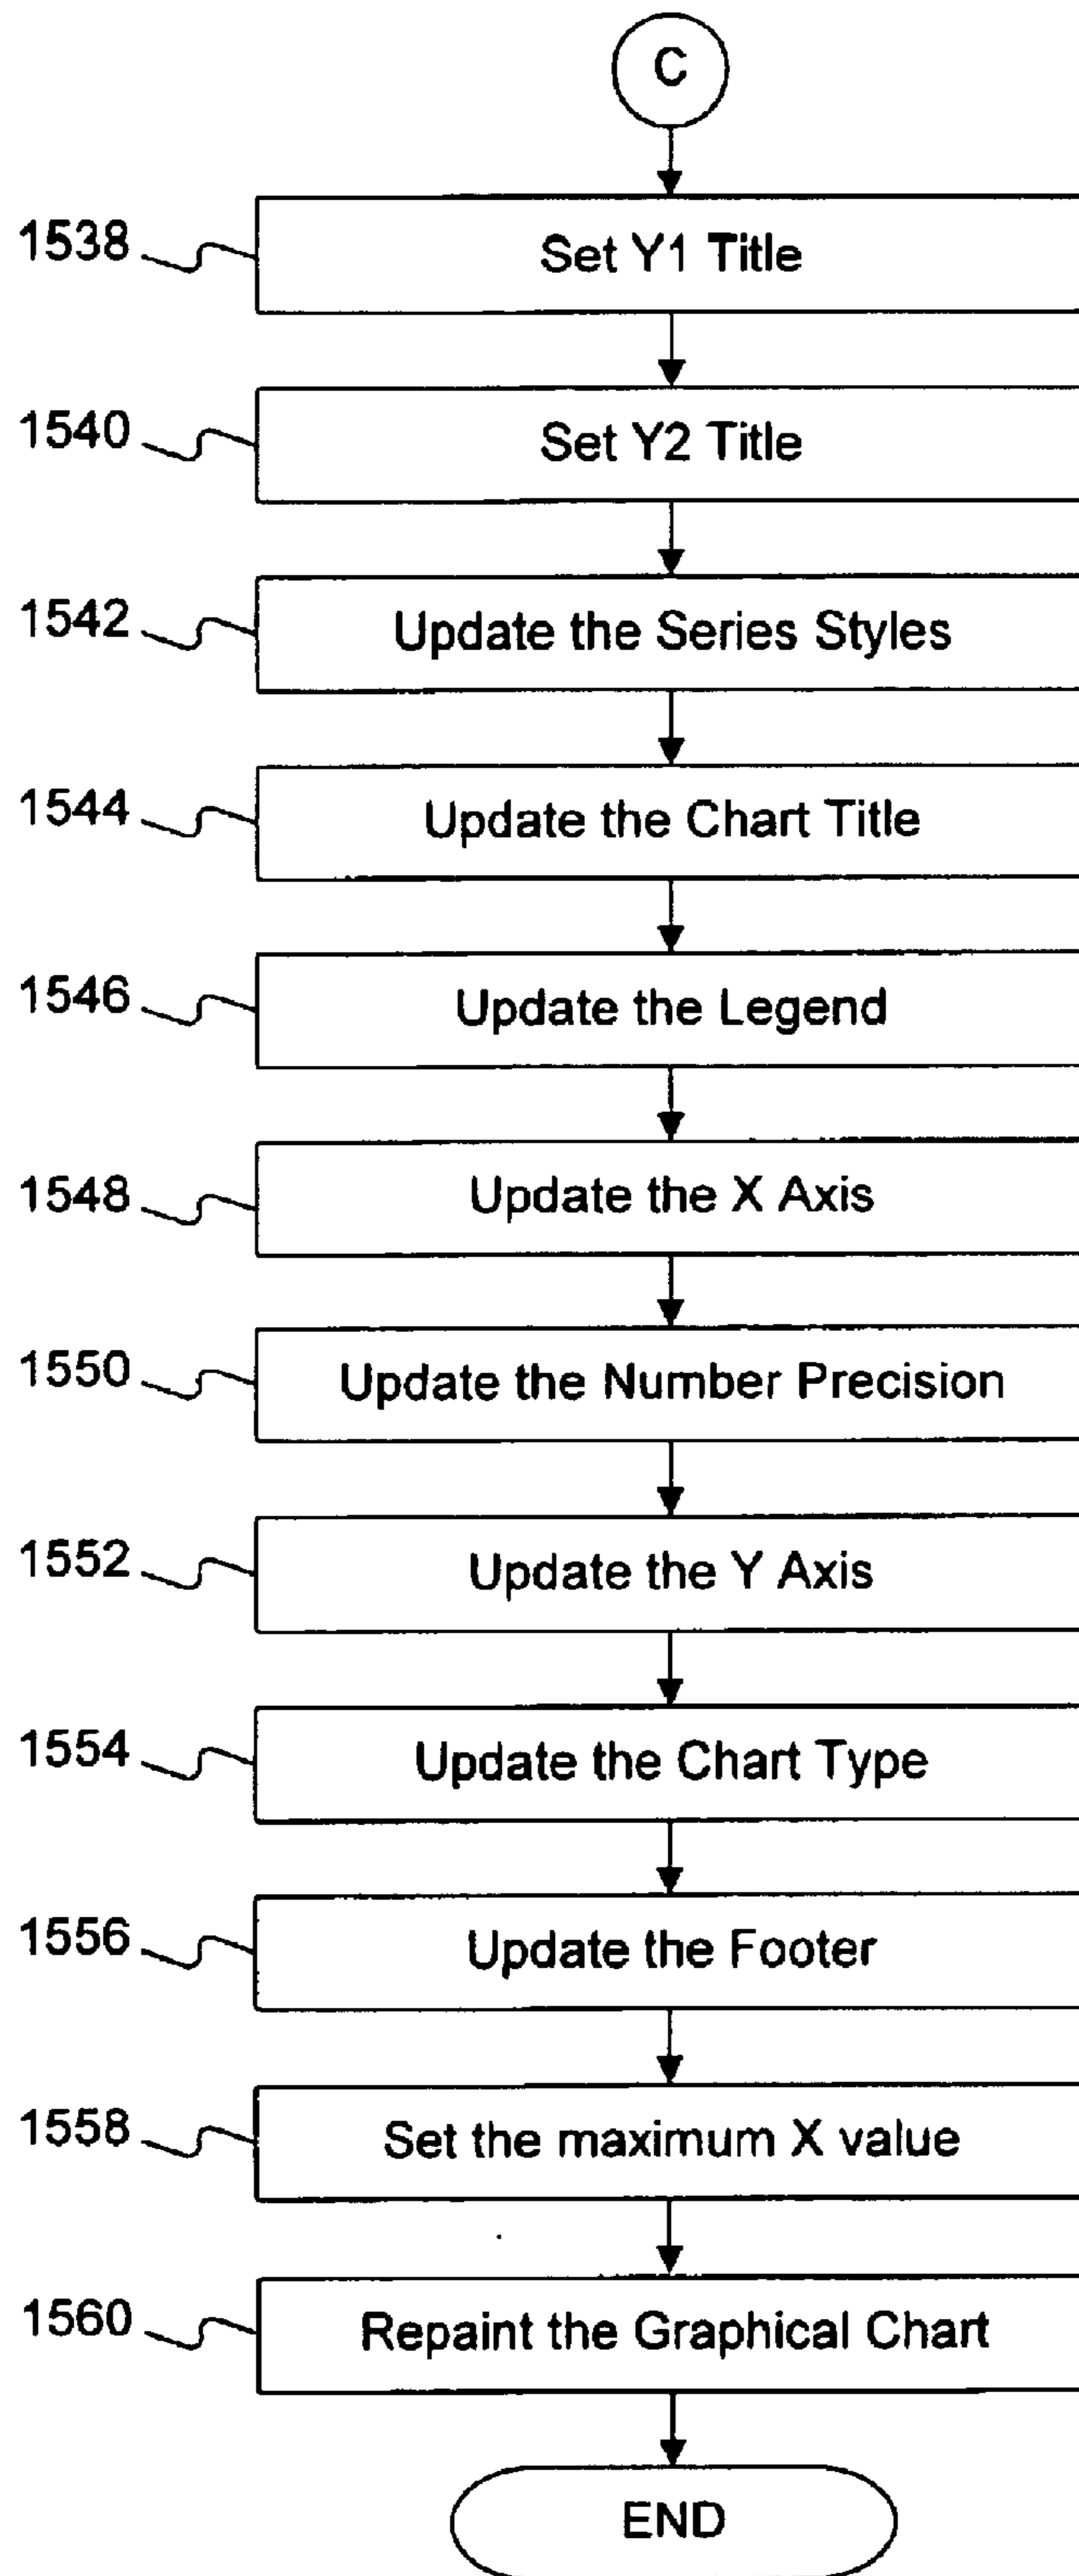 C
1538 Set Y1 Title
1540 Set Y2 Title
1542 Update the Series Styles
1544 Update the Chart Title
1546 Update the Legend
1548 Update the X Axis
1550 Update the Number Precision
1552 Update the Y Axis
1554 Update the Chart Type
1556 Update the Footer
1558 Set the maximum X value
1560 Repaint the Graphical Chart
END